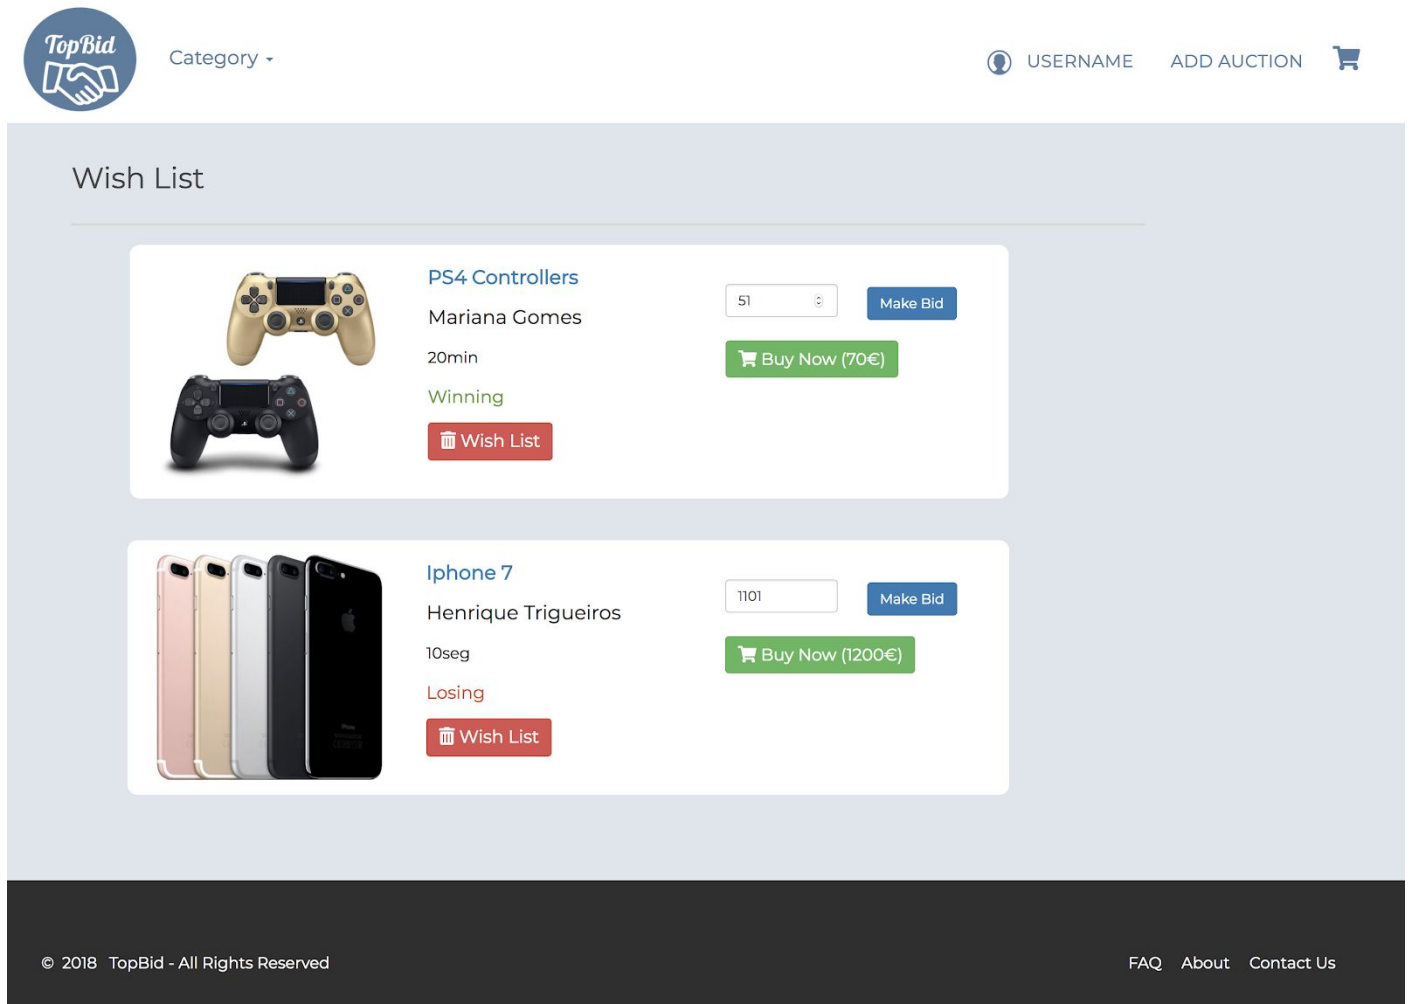 TopBid
Category
USERNAME
ADD AUCTION
Wish List
PS4 Controllers
Mariana Gomes
20min
Winning
Wish List
51
Make Bid
Buy Now (70€)
Iphone 7
Henrique Trigueiros
10seg
Losing
Wish List
1101
Make Bid
Buy Now (1200€)
© 2018 TopBid - All Rights Reserved
FAQ About Contact Us